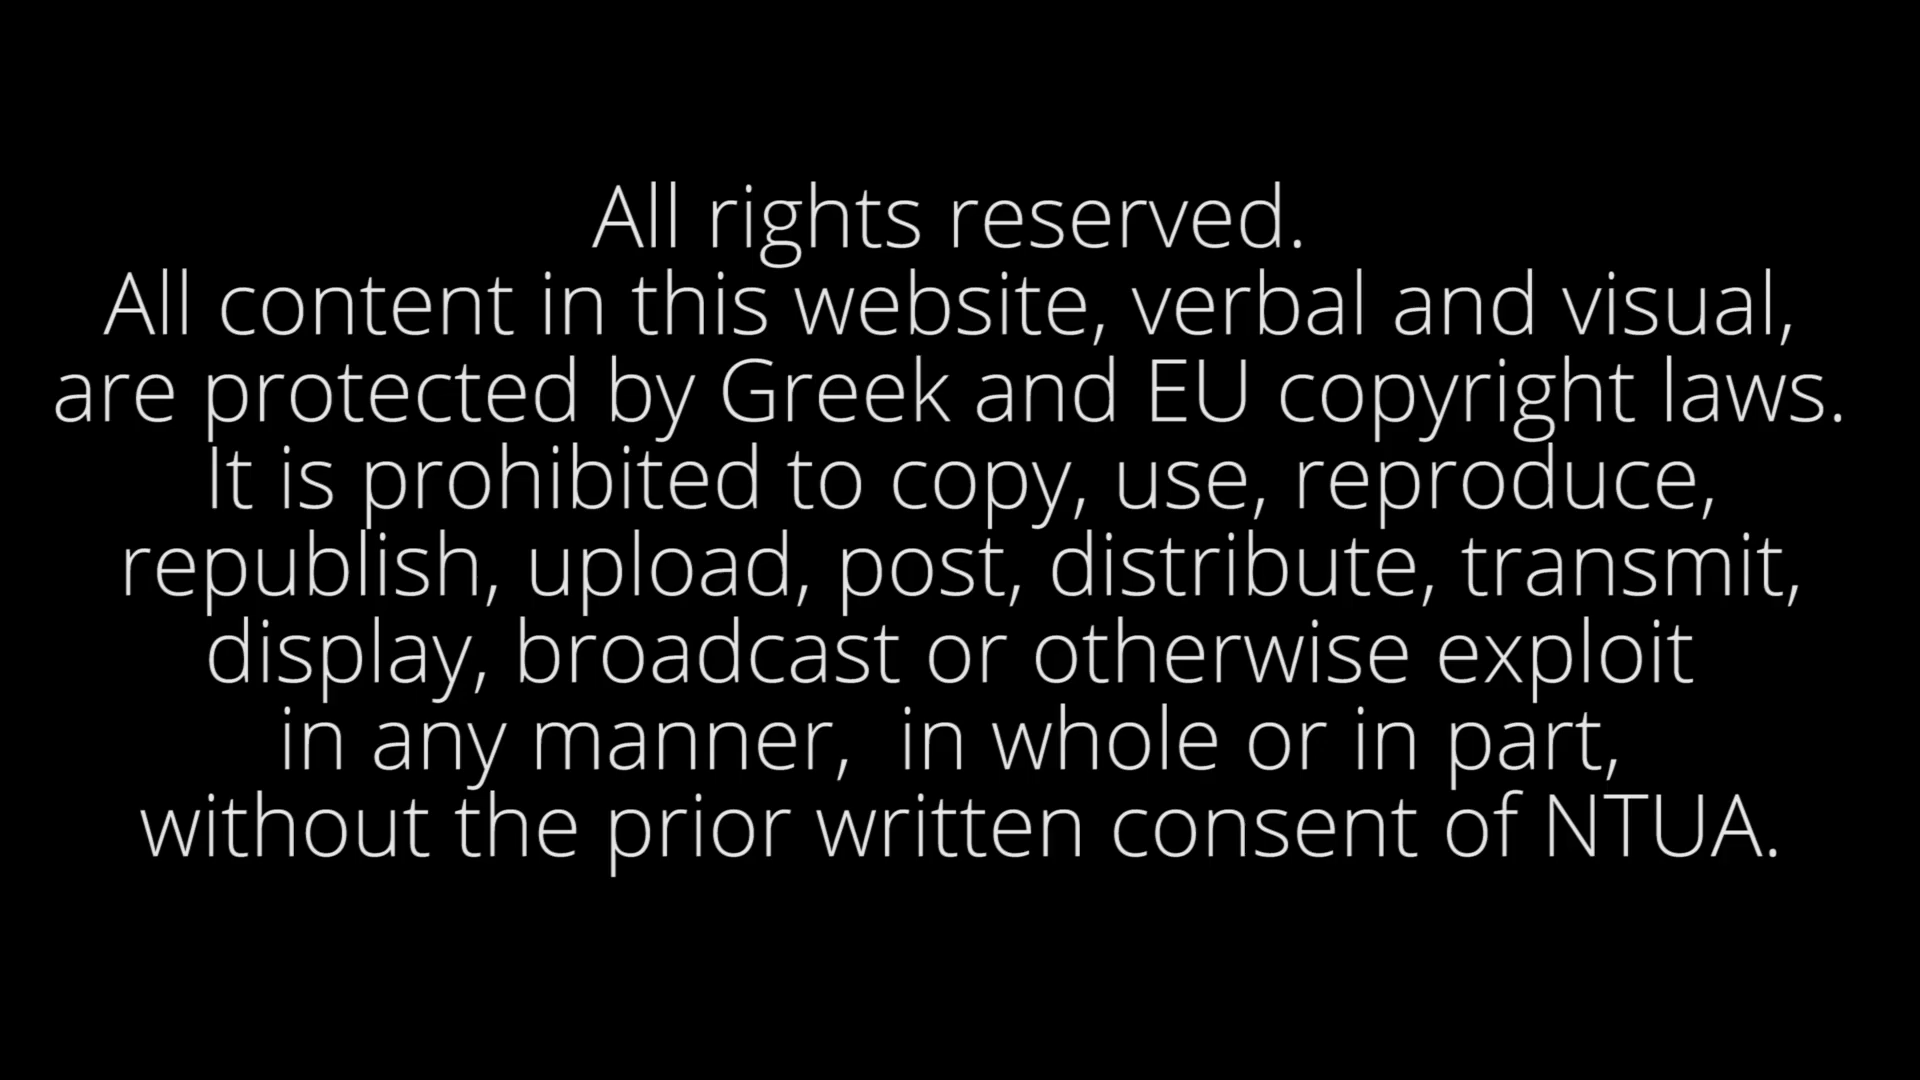 All rights reserved.
All content in this website, verbal and visual,
are protected by Greek and EU copyright laws.
It is prohibited to copy, use, reproduce,
republish, upload, post, distribute, transmit,
display, broadcast or otherwise exploit
in any manner,  in whole or in part,
without the prior written consent of NTUA.